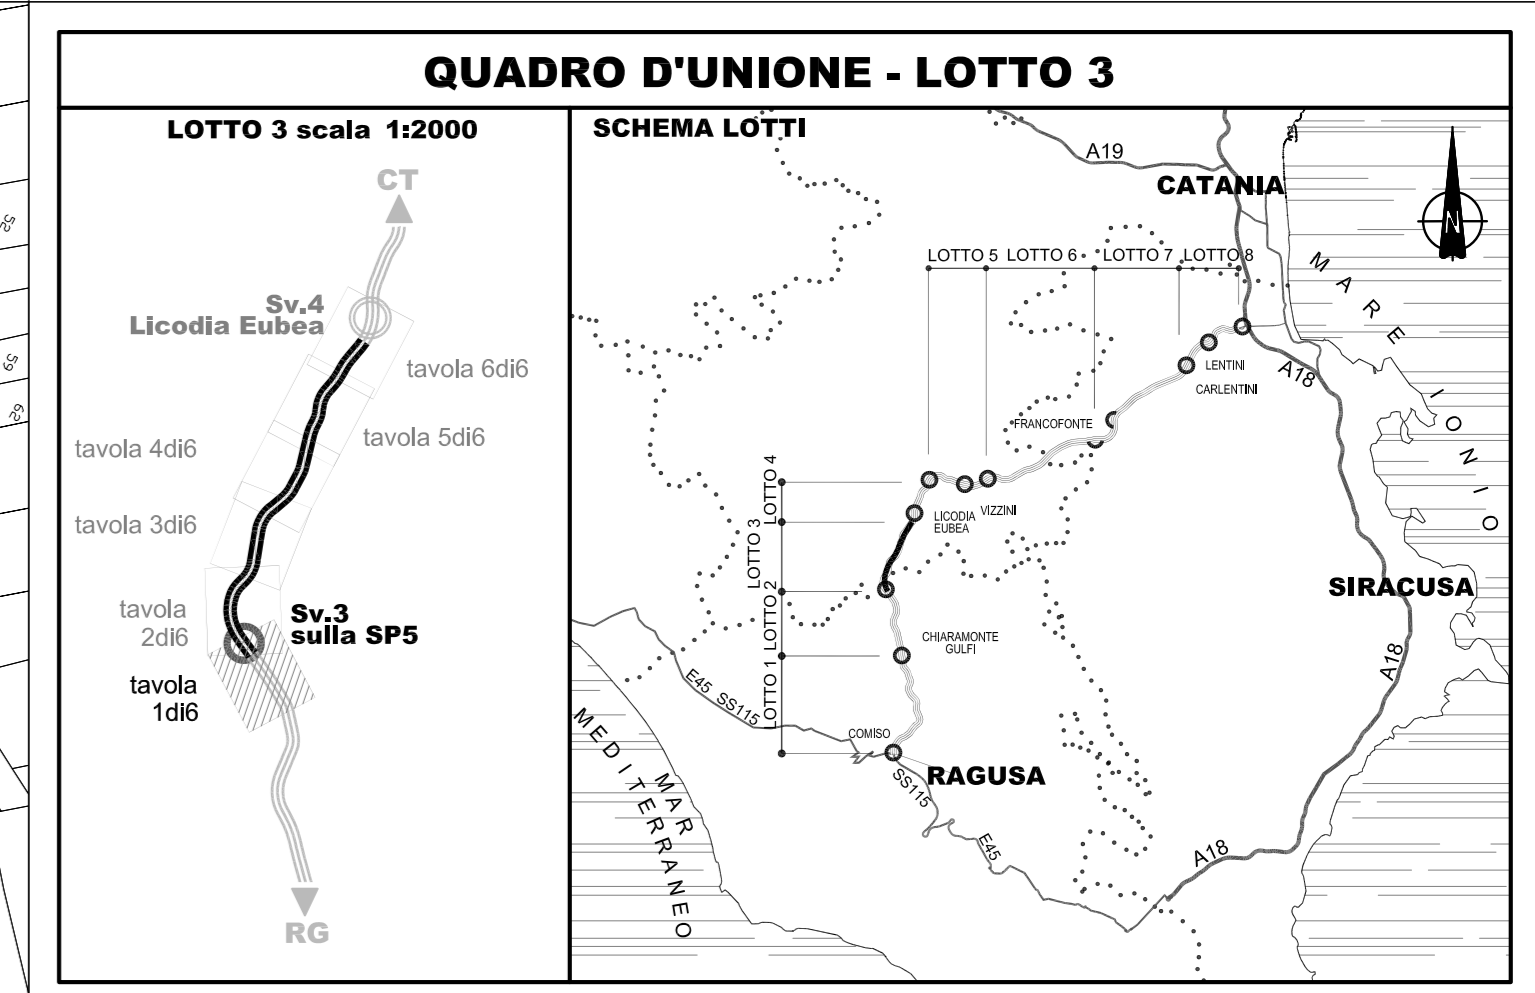 QUADRO D'UNIONE - LOTTO 3
LOTTO 3 scala 1:2000
CT
Sv.4
Licodia Eubea
tavola 6di6
tavola 5di6
tavola 4di6
tavola 3di6
tavola
2di6
Sv.3
sulla SP5
tavola
1di6
RG
52
59
62
SCHEMA LOTTI
A19
CATANIA
N
LOTTO 5
LOTTO 6
LOTTO 7
LOTTO 8
MARE IONIO
LENTINI
CARLENTINI
A18
FRANCOFONTE
LOTTO 4
LOTTO 3
LOTTO 2
LOTTO 1
LICODIA
EUBEA
VIZZINI
SIRACUSA
CHIARAMONTE
GULFI
A18
E45
SS115
COMISO
RAGUSA
SS115
E45
A18
MAR
MEDITERRANEO